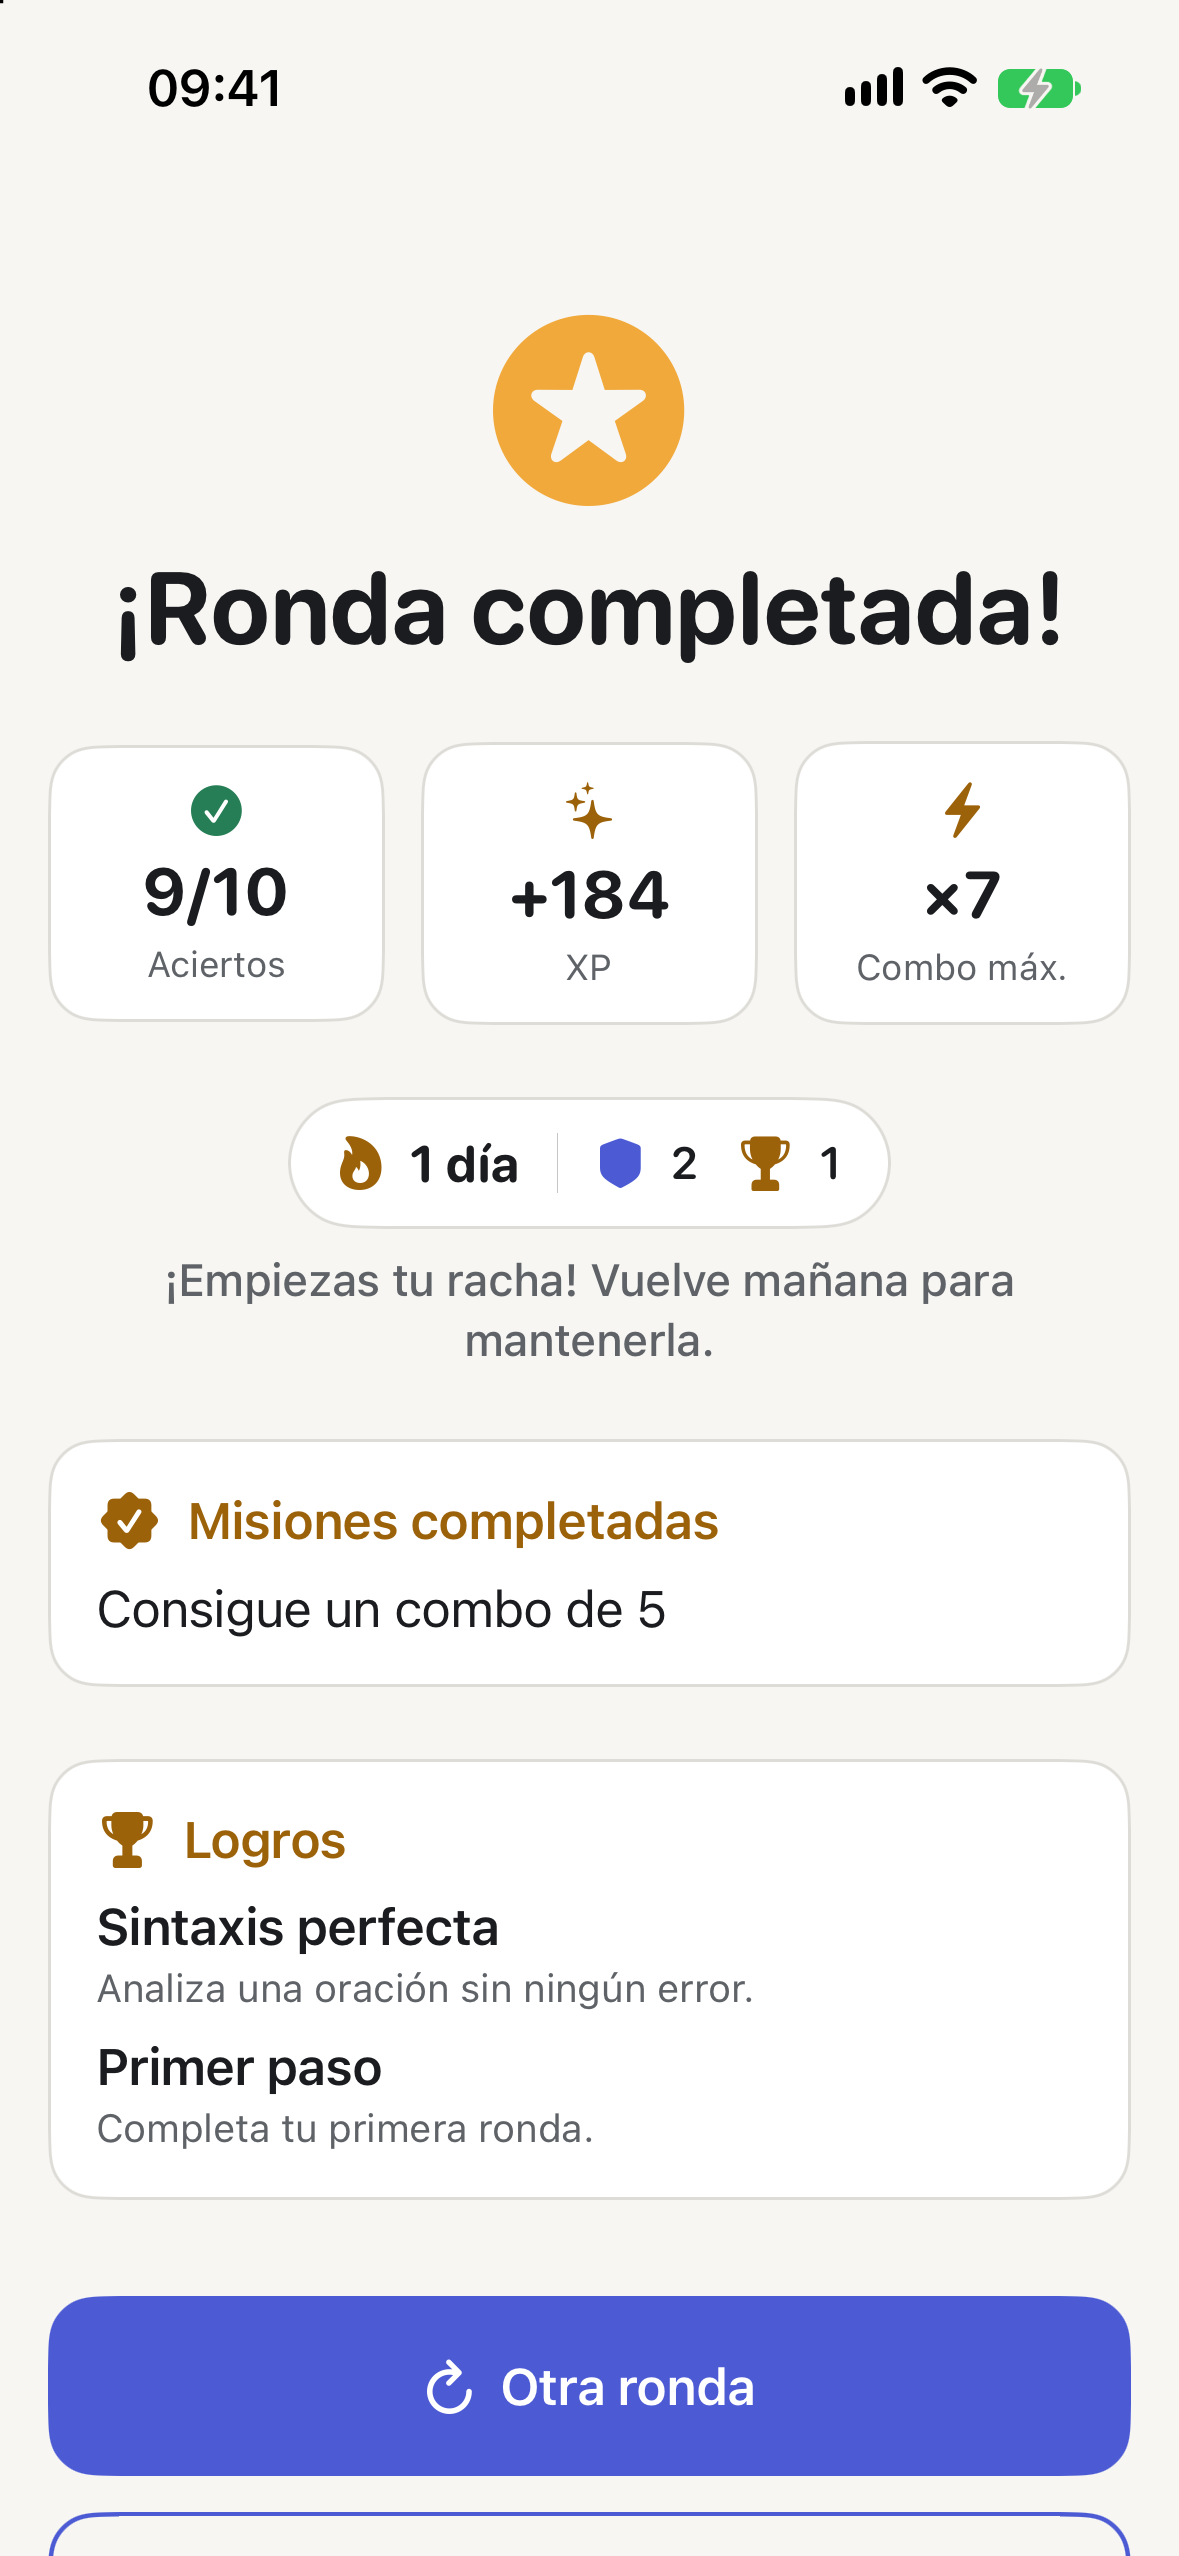 09:41
¡Ronda completada!
9/10
Aciertos
+184
XP
×7
Combo máx.
1 día
2
1
¡Empiezas tu racha! Vuelve mañana para
mantenerla.
Misiones completadas
Consigue un combo de 5
Logros
Sintaxis perfecta
Analiza una oración sin ningún error.
Primer paso
Completa tu primera ronda.
Otra ronda